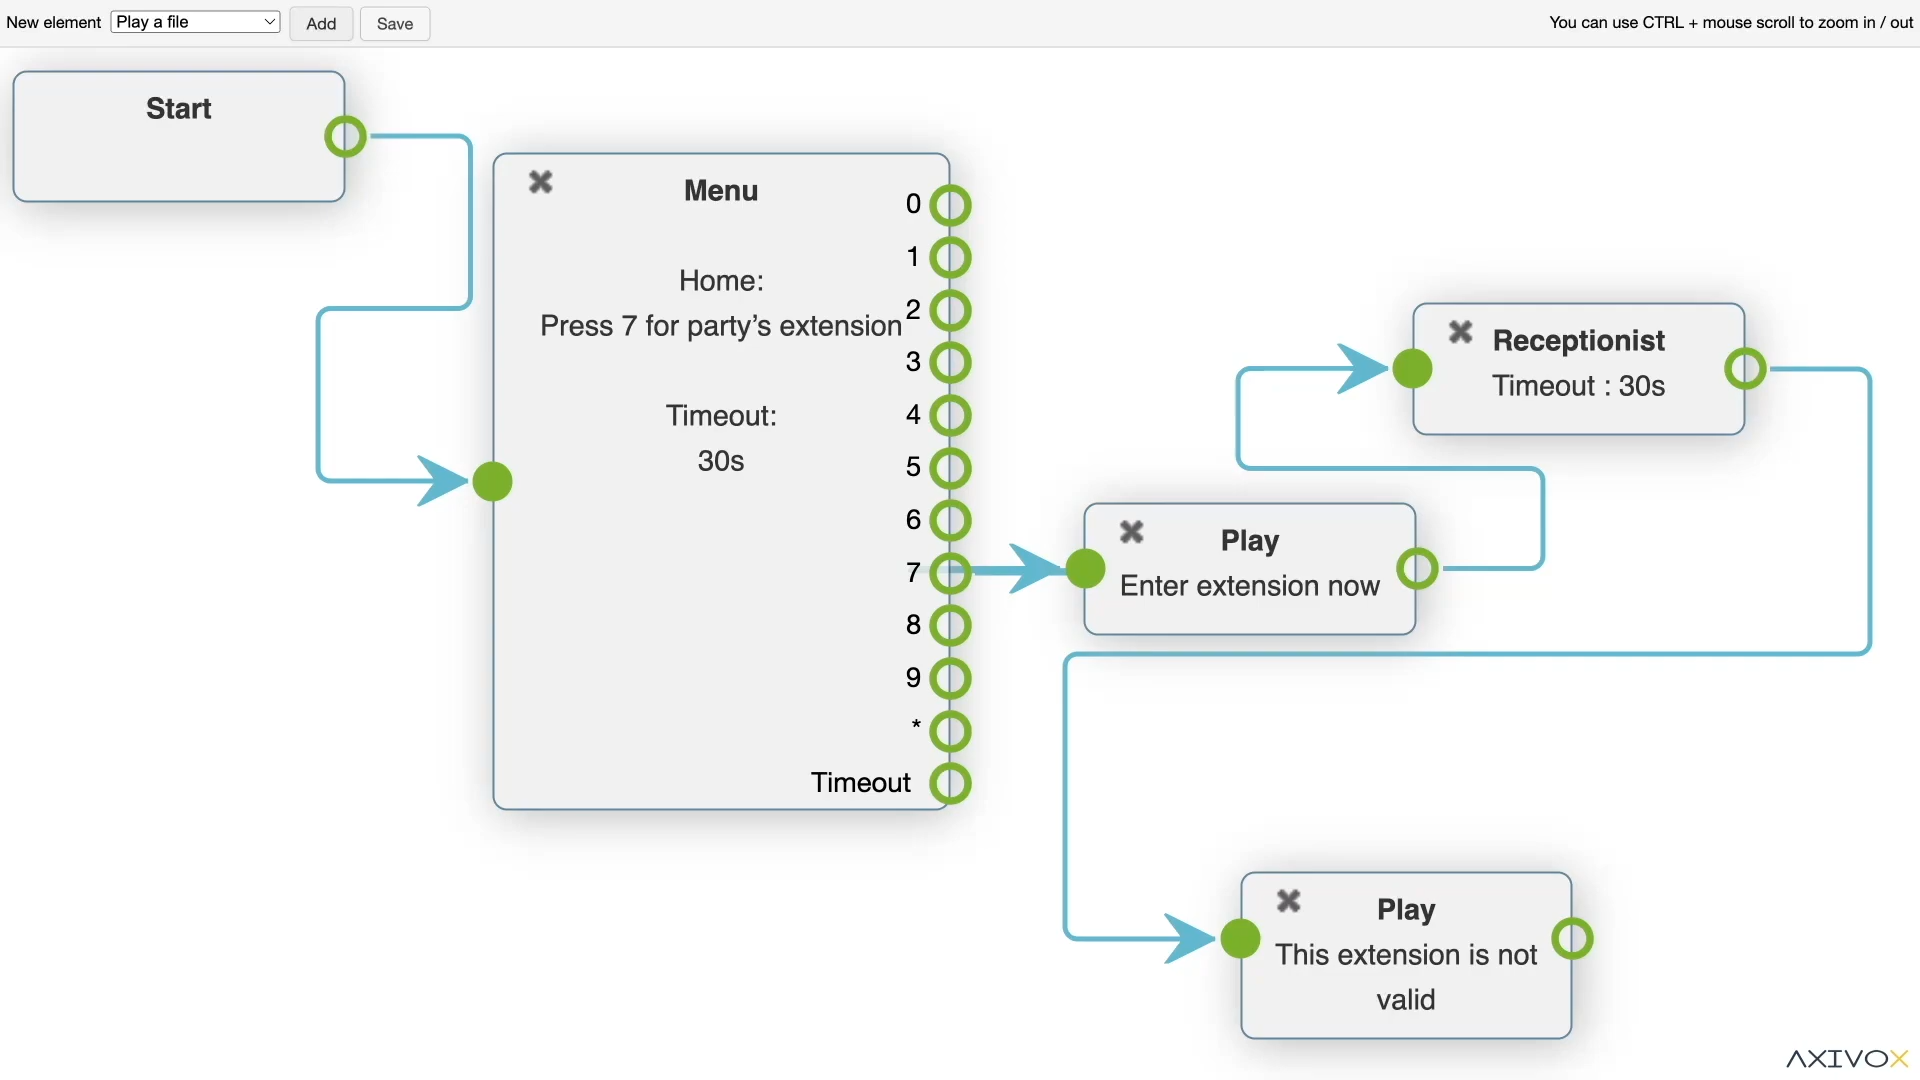 New element Play a file Add Save You can use CTRL + mouse scroll to zoom in / out
Start
Menu
Home:
Press 7 for party’s extension
Timeout:
30s
0
1
2
3
4
5
6
7
8
9
*
Timeout
Receptionist
Timeout : 30s
Play
Enter extension now
Play
This extension is not
valid
AXIVOX